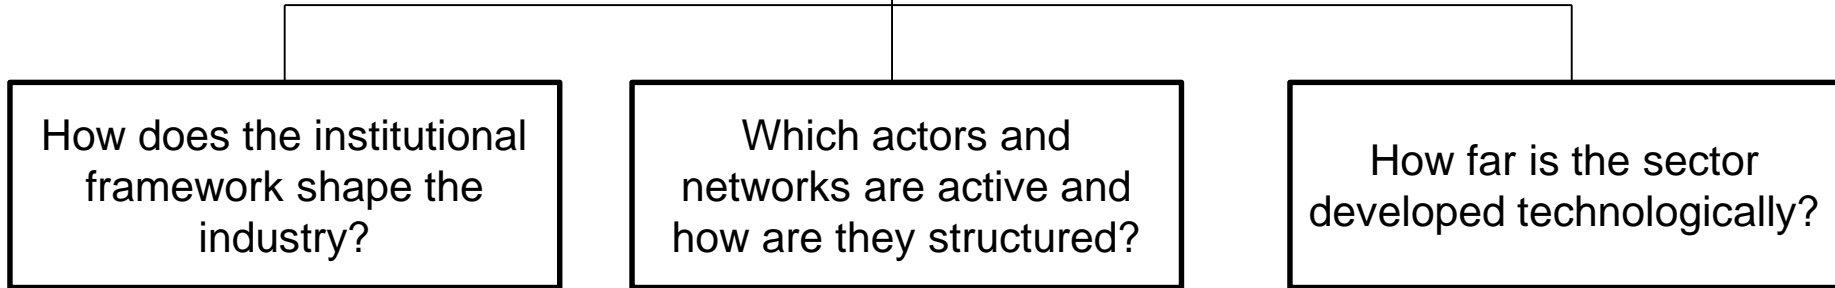 How does the institutional
framework shape the
industry?
Which actors and
networks are active and
how are they structured?
How far is the sector
developed technologically?